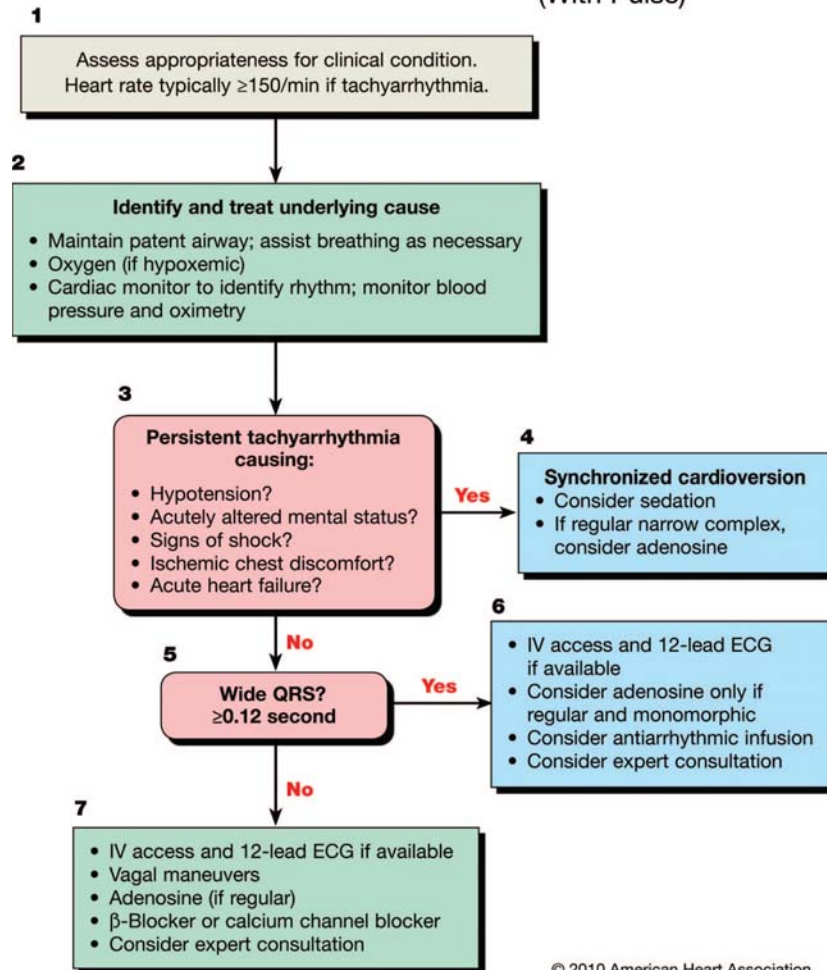 (With Pulse)
1
Assess appropriateness for clinical condition.
Heart rate typically ≥150/min if tachyarrhythmia.
2
Identify and treat underlying cause
• Maintain patent airway; assist breathing as necessary
• Oxygen (if hypoxemic)
• Cardiac monitor to identify rhythm; monitor blood
pressure and oximetry
3
Persistent tachyarrhythmia
causing:
• Hypotension?
• Acutely altered mental status?
• Signs of shock?
• Ischemic chest discomfort?
• Acute heart failure?
Yes
4
Synchronized cardioversion
• Consider sedation
• If regular narrow complex,
consider adenosine
No
5
Wide QRS?
≥0.12 second
Yes
6
• IV access and 12-lead ECG
if available
• Consider adenosine only if
regular and monomorphic
• Consider antiarrhythmic infusion
• Consider expert consultation
No
7
• IV access and 12-lead ECG if available
• Vagal maneuvers
• Adenosine (if regular)
• β-Blocker or calcium channel blocker
• Consider expert consultation
© 2010 American Heart Association